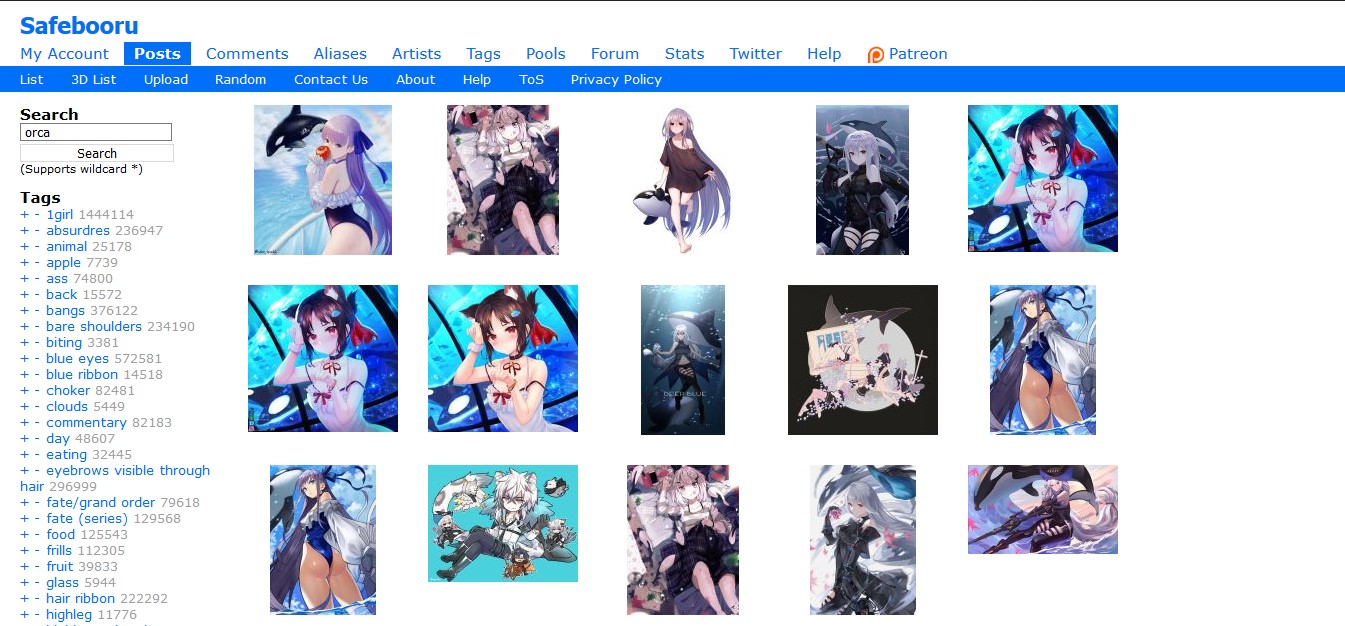 Safebooru
My Account Posts Comments Aliases Artists Tags Pools Forum Stats Twitter Help Patreon
List 3D List Upload Random Contact Us About Help ToS Privacy Policy
Search
orca
Search
(Supports wildcard *)
Tags
+ - 1girl 1444114
+ - absurdres 236947
+ - animal 25178
+ - apple 7739
+ - ass 74800
+ - back 15572
+ - bangs 376122
+ - bare shoulders 234190
+ - biting 3381
+ - blue eyes 572581
+ - blue ribbon 14518
+ - choker 82481
+ - clouds 5449
+ - commentary 82183
+ - day 48607
+ - eating 32445
+ - eyebrows visible through
hair 296999
+ - fate/grand order 79618
+ - fate (series) 129568
+ - food 125543
+ - frills 112305
+ - fruit 39833
+ - glass 5944
+ - hair ribbon 222292
+ - highleg 11776
DEEP BLUE